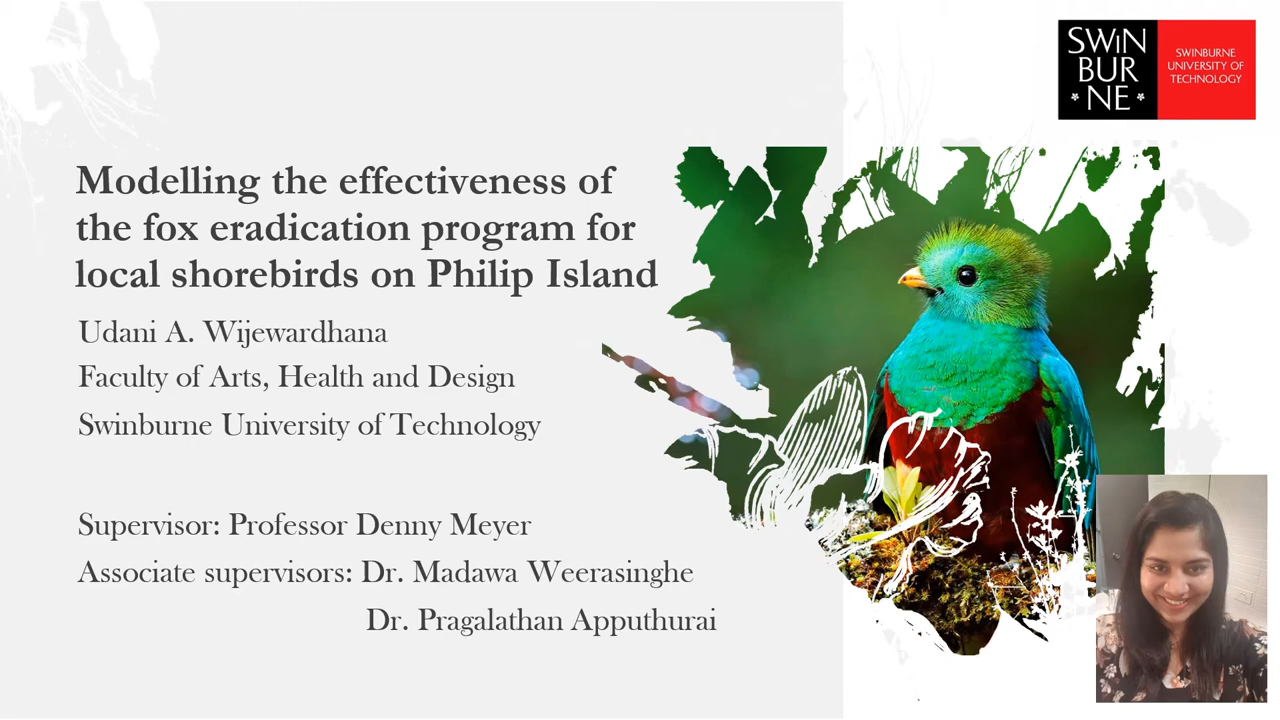 SWiN
BUR
* NE *
SWINBURNE
UNIVERSITY OF
TECHNOLOGY
Modelling the effectiveness of
the fox eradication program for
local shorebirds on Philip Island
Udani A. Wijewardhana
Faculty of Arts, Health and Design
Swinburne University of Technology
Supervisor: Professor Denny Meyer
Associate supervisors: Dr. Madawa Weerasinghe
Dr. Pragalathan Apputhurai